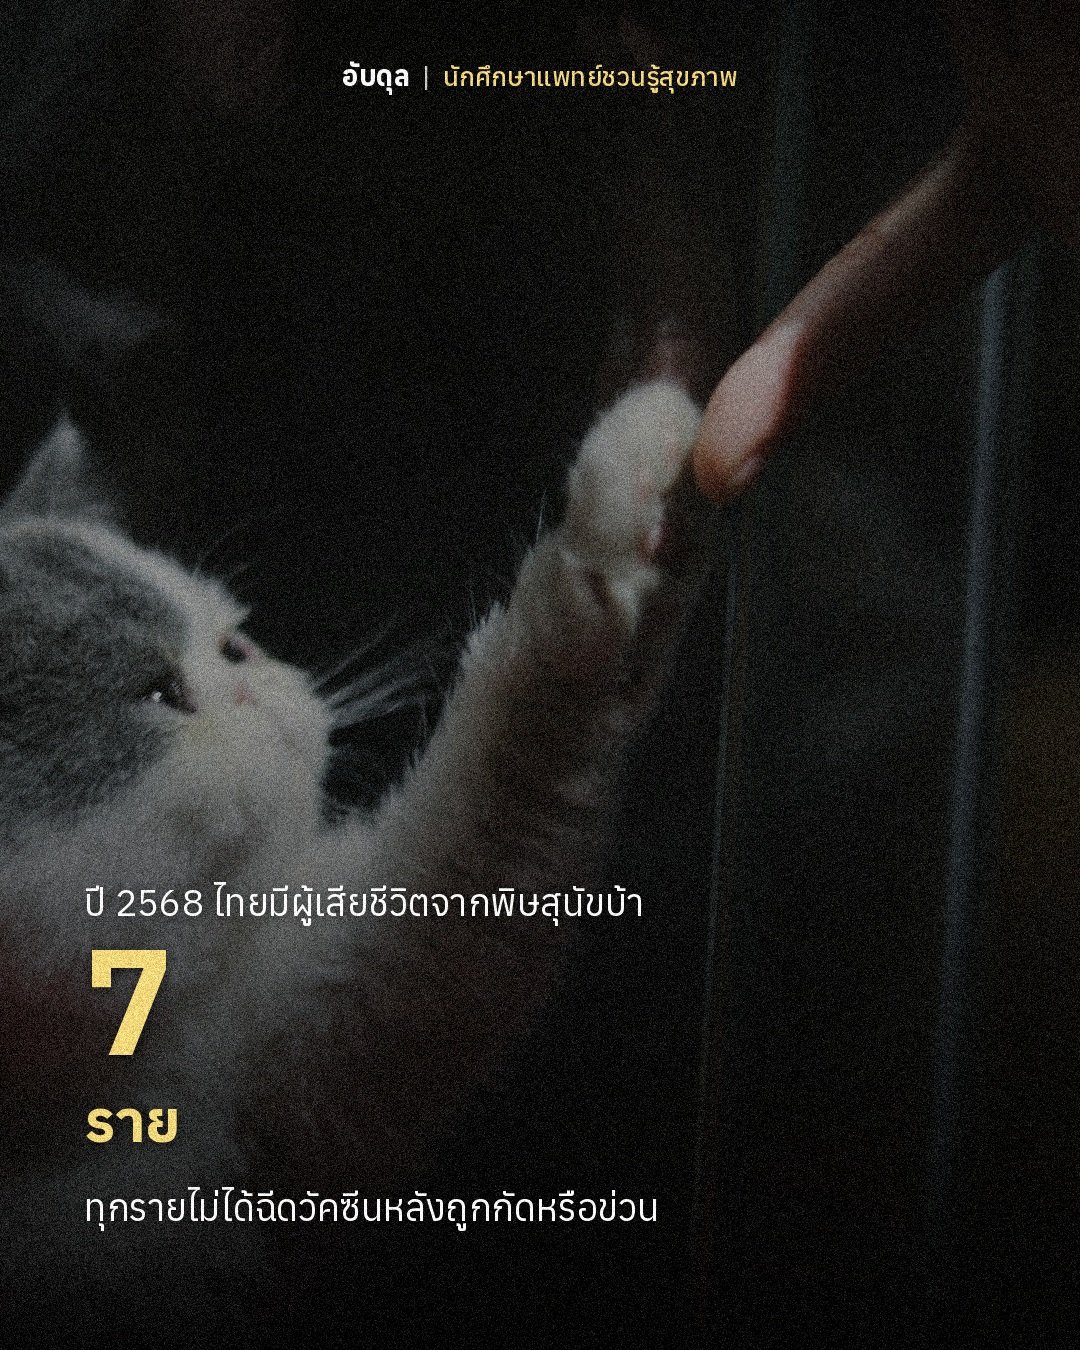 อับดุล | นักศึกษาแพทย์ชวนรู้สุขภาพ
ปี 2568 ไทยมีผู้เสียชีวิตจากพิษสุนัขบ้า
7
ราย
ทุกรายไม่ได้ฉีดวัคซีนหลังถูกกัดหรือข่วน